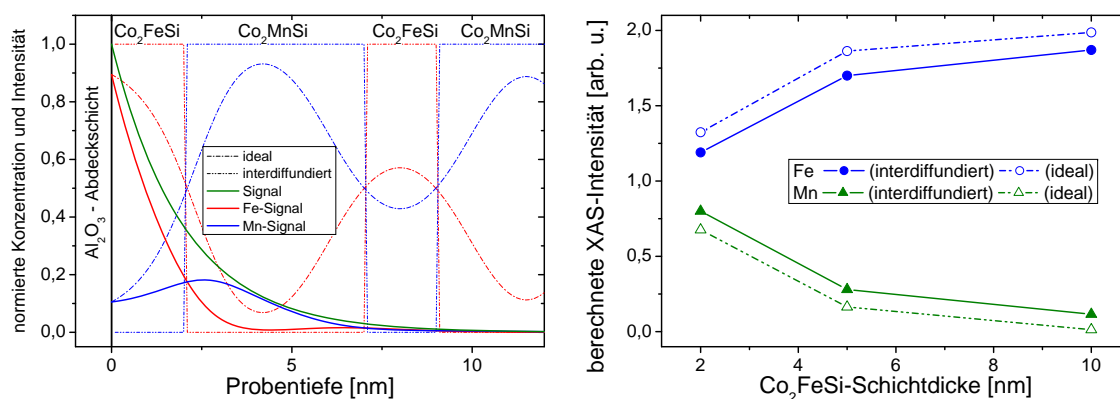 Co₂FeSi Co₂MnSi Co₂FeSi Co₂MnSi
normierte Konzentration und Intensität
1,0
0,8
0,6
0,4
0,2
0,0
Al₂O₃ - Abdeckschicht
ideal
interdiffundiert
Signal
Fe-Signal
Mn-Signal
0 5 10
Probentiefe [nm]
berechnete XAS-Intensität [arb. u.]
2,0
1,5
1,0
0,5
0,0
Fe (interdiffundiert) (ideal)
Mn (interdiffundiert) (ideal)
2 4 6 8 10
Co₂FeSi-Schichtdicke [nm]